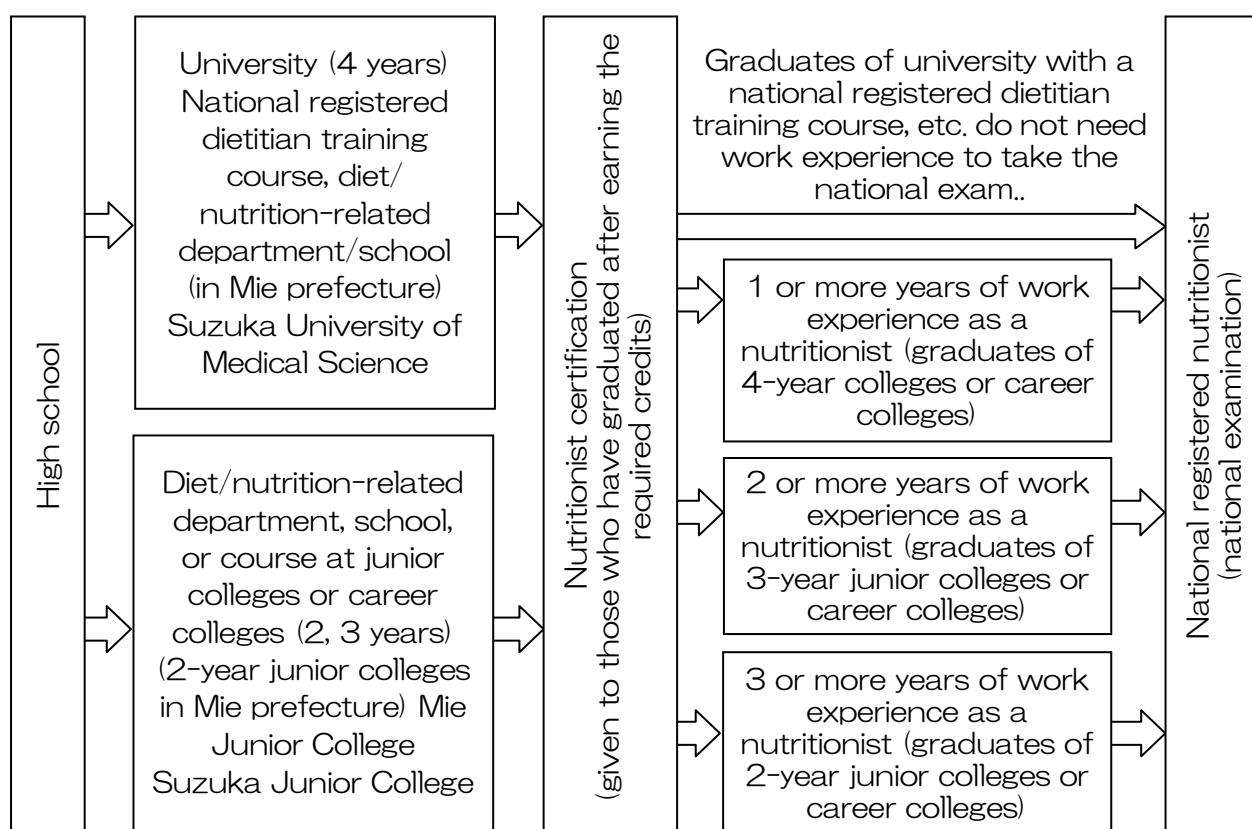 High school
University (4 years)
National registered
dietitian training
course, diet/
nutrition-related
department/school
(in Mie prefecture)
Suzuka University of
Medical Science
Diet/nutrition-related
department, school,
or course at junior
colleges or career
colleges (2, 3 years)
(2-year junior colleges
in Mie prefecture) Mie
Junior College
Suzuka Junior College
Nutritionist certification
(given to those who have graduated after earning the
required credits)
Graduates of university with a
national registered dietitian
training course, etc. do not need
work experience to take the
national exam..
1 or more years of work
experience as a
nutritionist (graduates of
4-year colleges or career
colleges)
2 or more years of work
experience as a
nutritionist (graduates of
3-year junior colleges or
career colleges)
3 or more years of work
experience as a
nutritionist (graduates of
2-year junior colleges or
career colleges)
National registered nutritionist
(national examination)